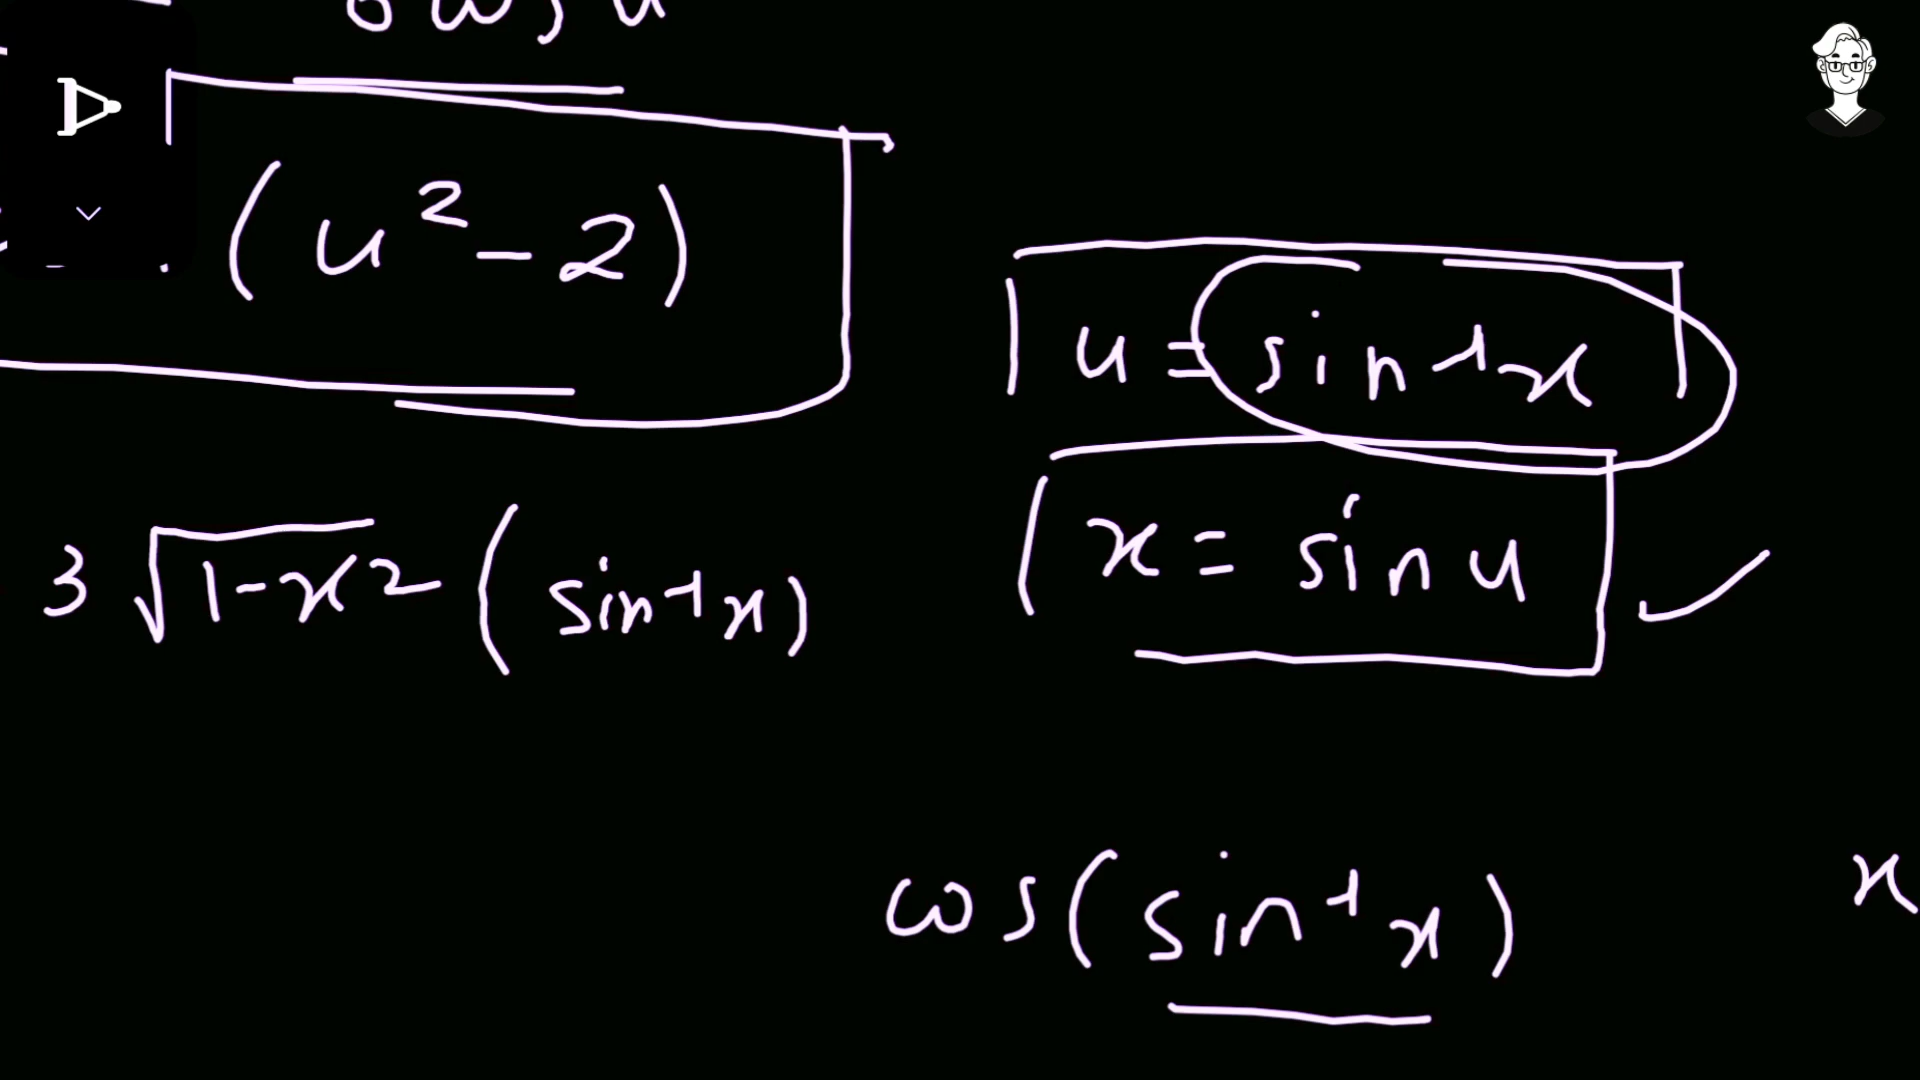 (u²-2)
u = sin⁻¹x
x = sin u
3 √1-x² (sin⁻¹x)
cos(sin⁻¹x)
x